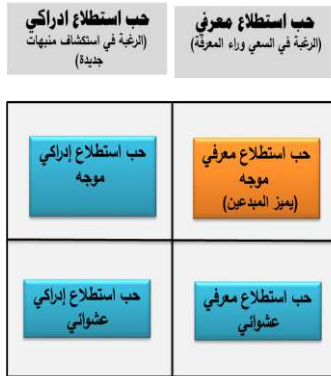 حب استطلاع معرفي
(الرغبة في السعي وراء المعرفة)
حب استطلاع ادراكي
(الرغبة في استكشاف منبهات
جديدة)
حب استطلاع معرفي
موجه
(يميز المبدعين)
حب استطلاع إدراكي
موجه
حب استطلاع معرفي
عشوائي
حب استطلاع إدراكي
عشوائي